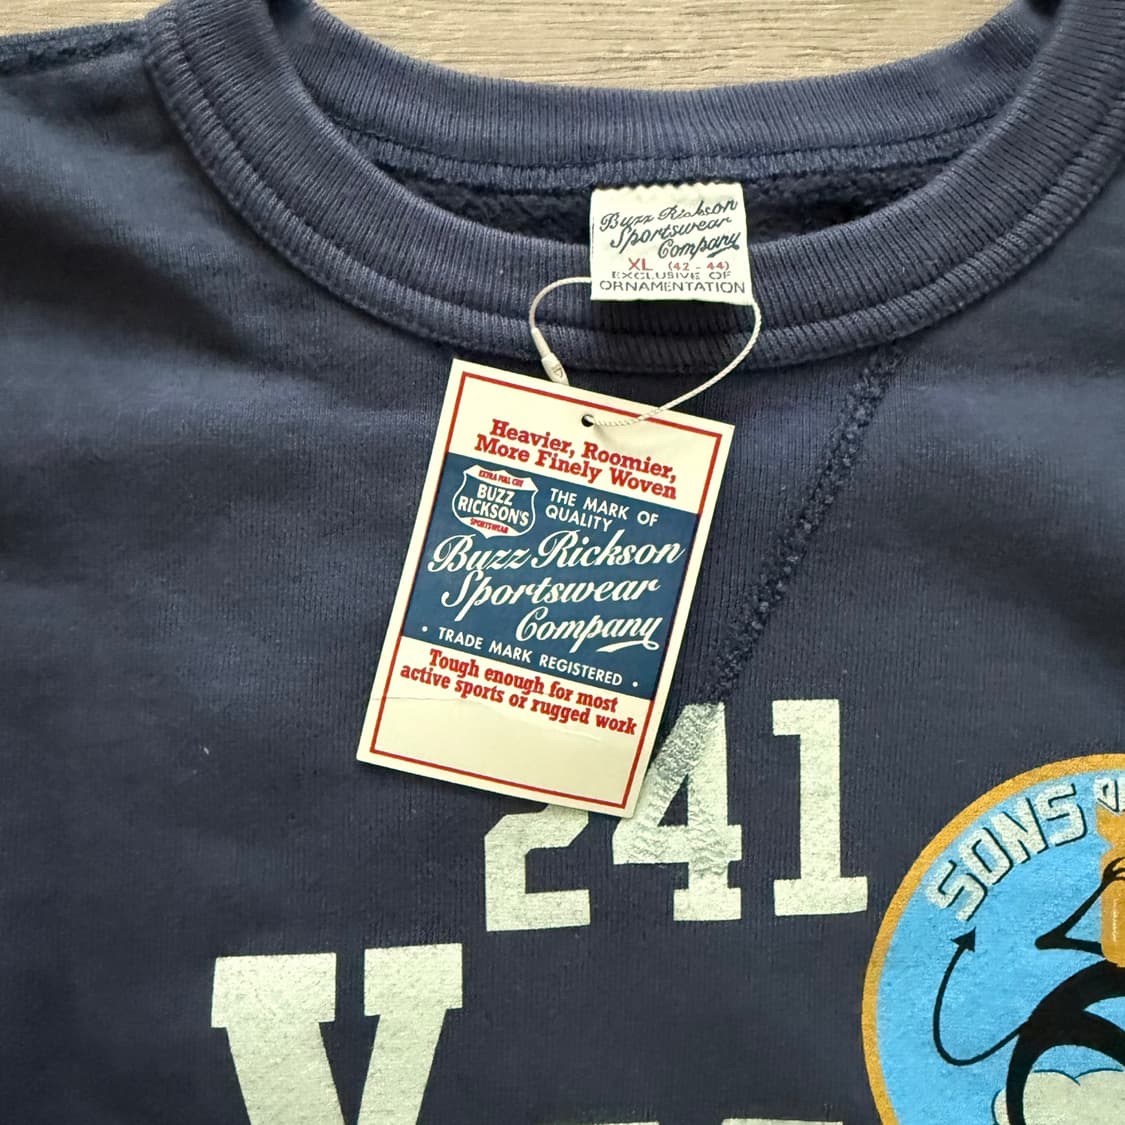 Buzz Rickson
Sportswear
Company
XL (42 - 44)
EXCLUSIVE OF
ORNAMENTATION
Heavier, Roomier,
More Finely Woven
EXTRA FULL CUT
BUZZ
RICKSON'S
SPORTSWEAR
THE MARK OF
QUALITY
Buzz Rickson
Sportswear
Company
• TRADE MARK REGISTERED •
Tough enough for most
active sports or rugged work
241
SONS
V